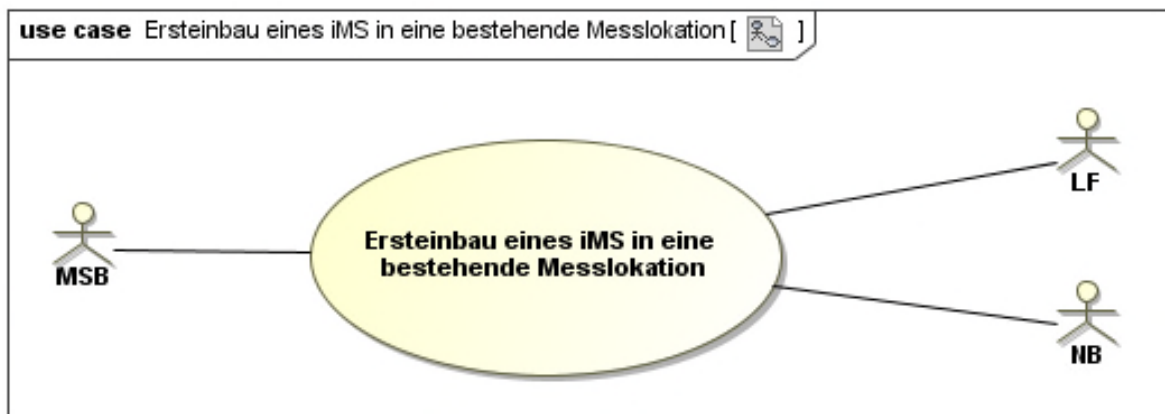 use case Ersteinbau eines iMS in eine bestehende Messlokation [ ]
LF
Ersteinbau eines iMS in eine
bestehende Messlokation
MSB
NB